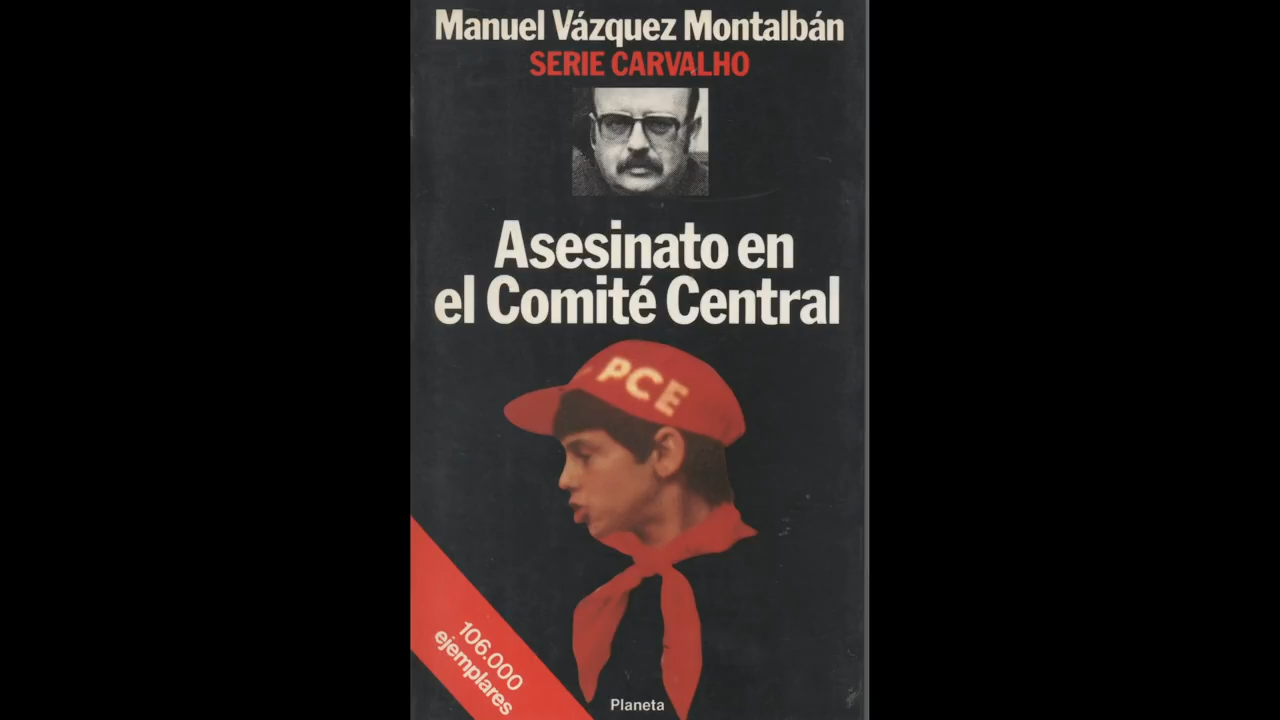 Manuel Vázquez Montalbán
SERIE CARVALHO
Asesinato en
el Comité Central
PCE
106.000
ejemplares
Planeta